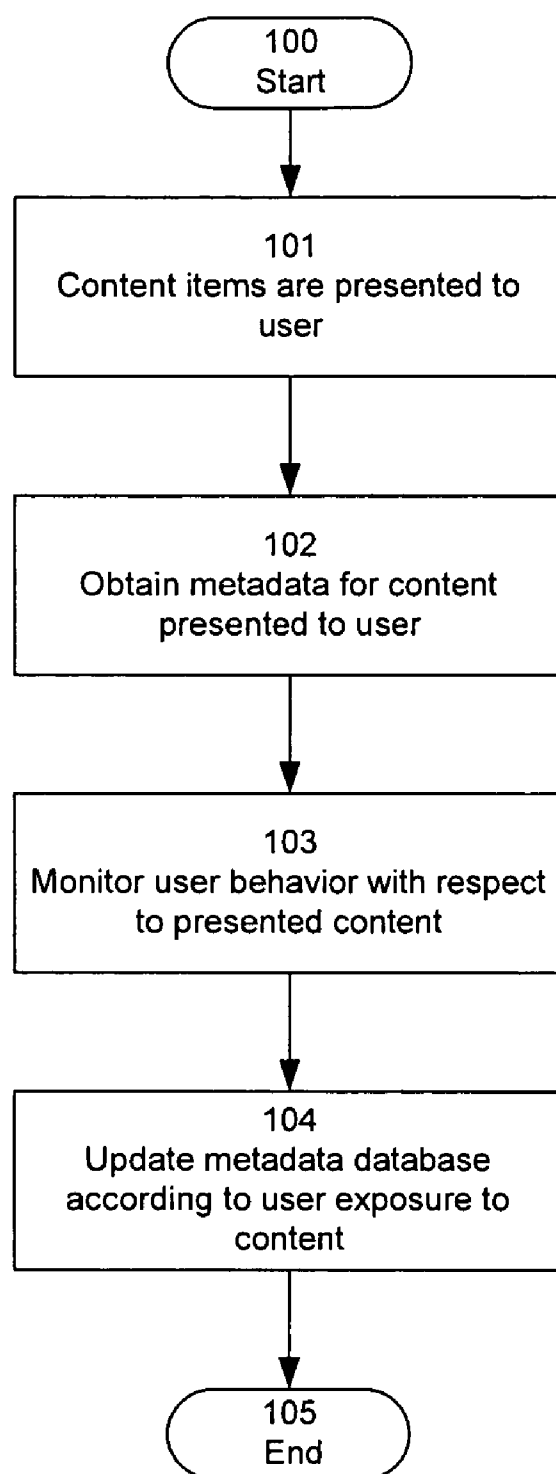 100
Start
101
Content items are presented to
user
102
Obtain metadata for content
presented to user
103
Monitor user behavior with respect
to presented content
104
Update metadata database
according to user exposure to
content
105
End